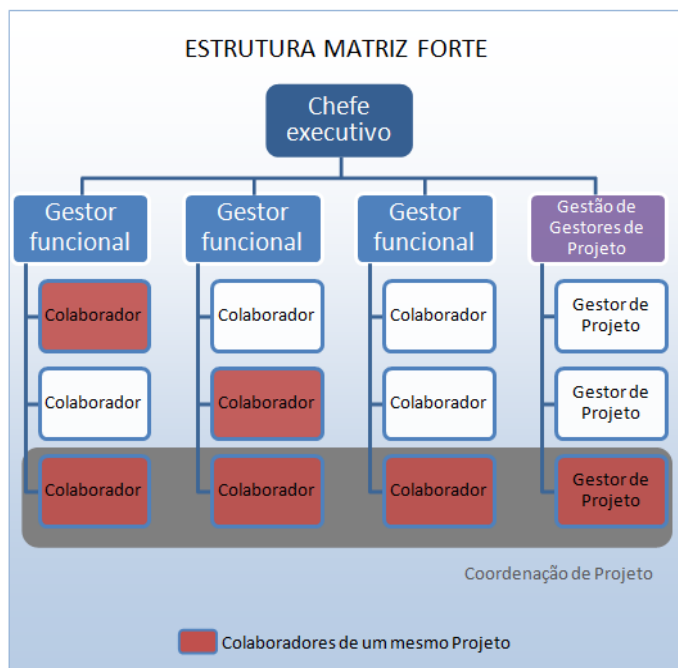 ESTRUTURA MATRIZ FORTE
Chefe
executivo
Gestor
funcional
Gestor
funcional
Gestor
funcional
Gestão de
Gestores de
Projeto
Colaborador
Colaborador
Colaborador
Gestor de
Projeto
Colaborador
Colaborador
Colaborador
Gestor de
Projeto
Colaborador
Colaborador
Colaborador
Gestor de
Projeto
Coordenação de Projeto
Colaboradores de um mesmo Projeto